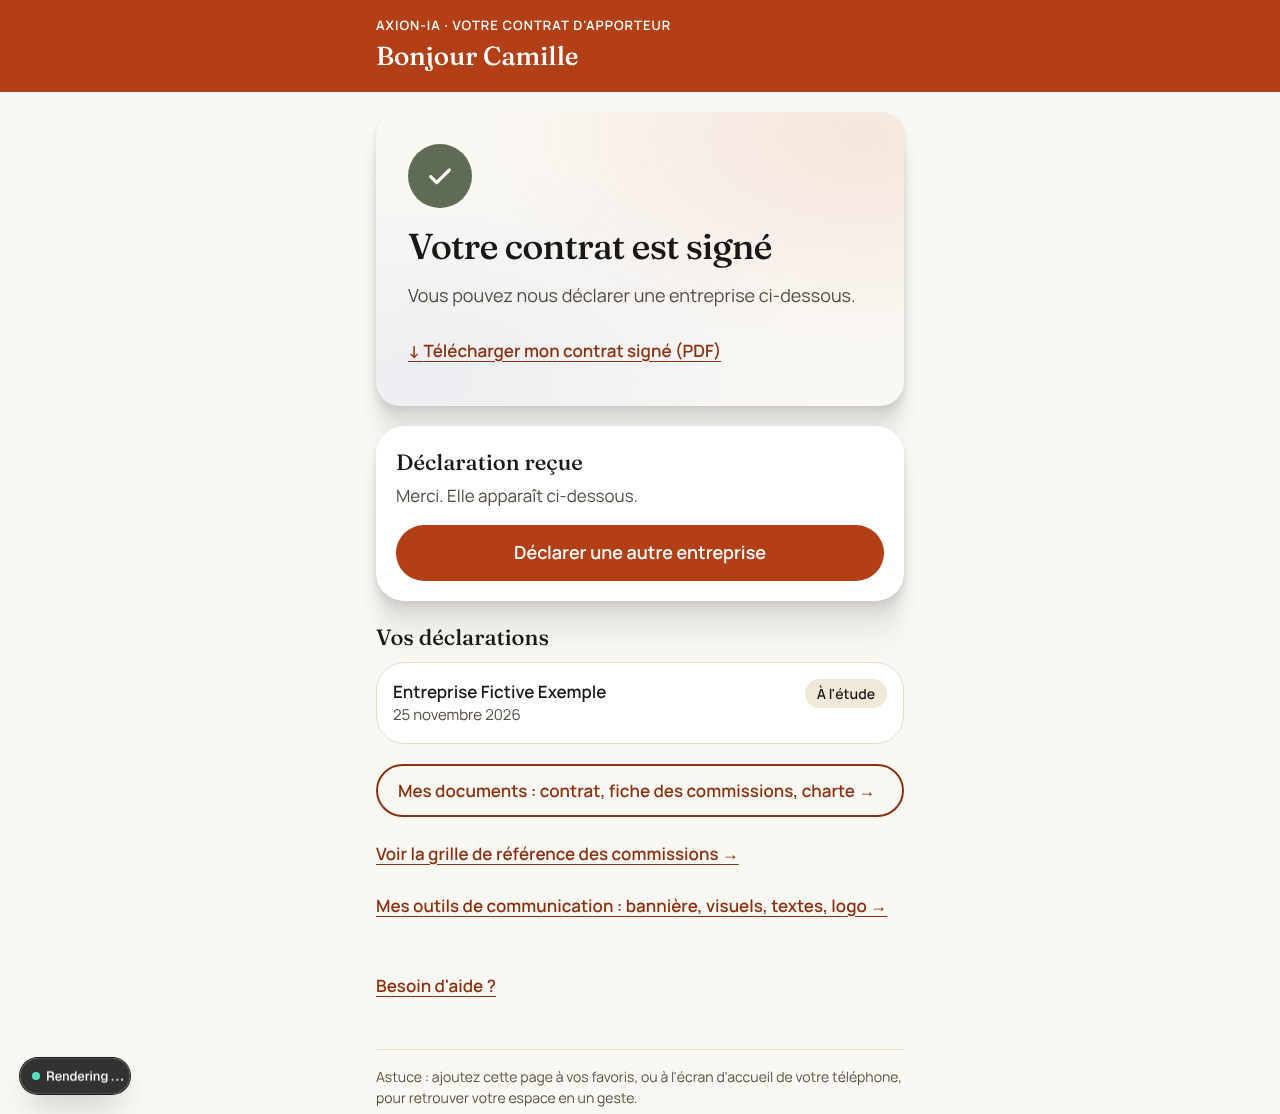 AXION-IA · VOTRE CONTRAT D'APPORTEUR
Bonjour Camille
Votre contrat est signé
Vous pouvez nous déclarer une entreprise ci-dessous.
↓ Télécharger mon contrat signé (PDF)
Déclaration reçue
Merci. Elle apparaît ci-dessous.
Déclarer une autre entreprise
Vos déclarations
Entreprise Fictive Exemple
À l'étude
25 novembre 2026
Mes documents : contrat, fiche des commissions, charte →
Voir la grille de référence des commissions →
Mes outils de communication : bannière, visuels, textes, logo →
Besoin d'aide ?
Rendering ...
Astuce : ajoutez cette page à vos favoris, ou à l'écran d'accueil de votre téléphone,
pour retrouver votre espace en un geste.